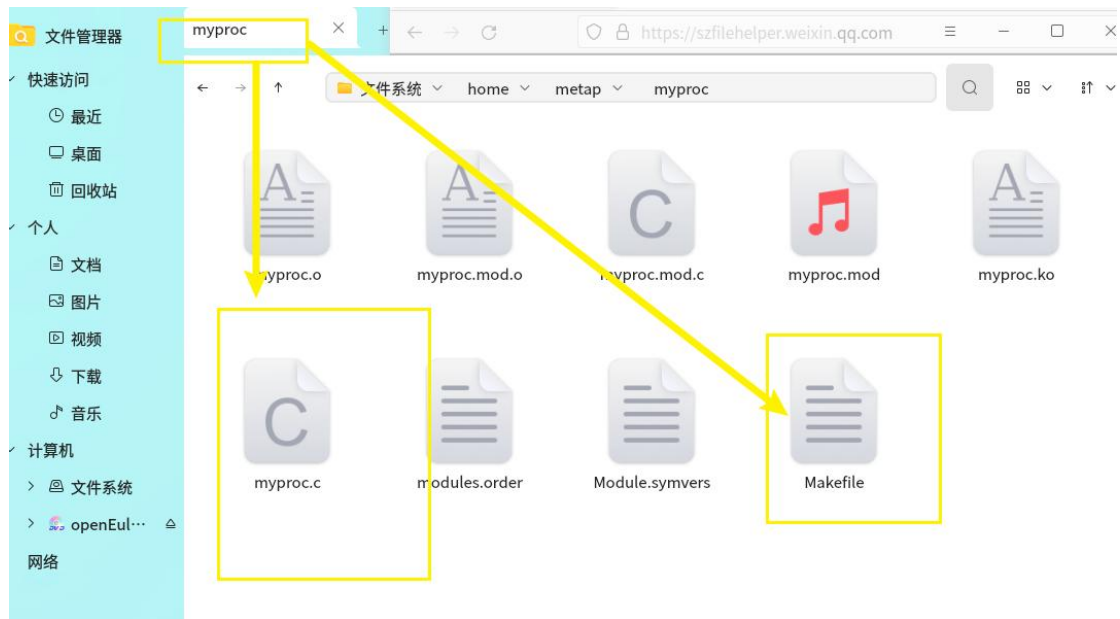 文件管理器
myproc
https://szfilehelper.weixin.qq.com
快速访问
文件系统 home metap myproc
最近
桌面
回收站
个人
文档
图片
视频
下载
音乐
计算机
文件系统
openEul···
网络
myproc.o myproc.mod.o myproc.mod.c myproc.mod myproc.ko
myproc.c modules.order Module.symvers Makefile